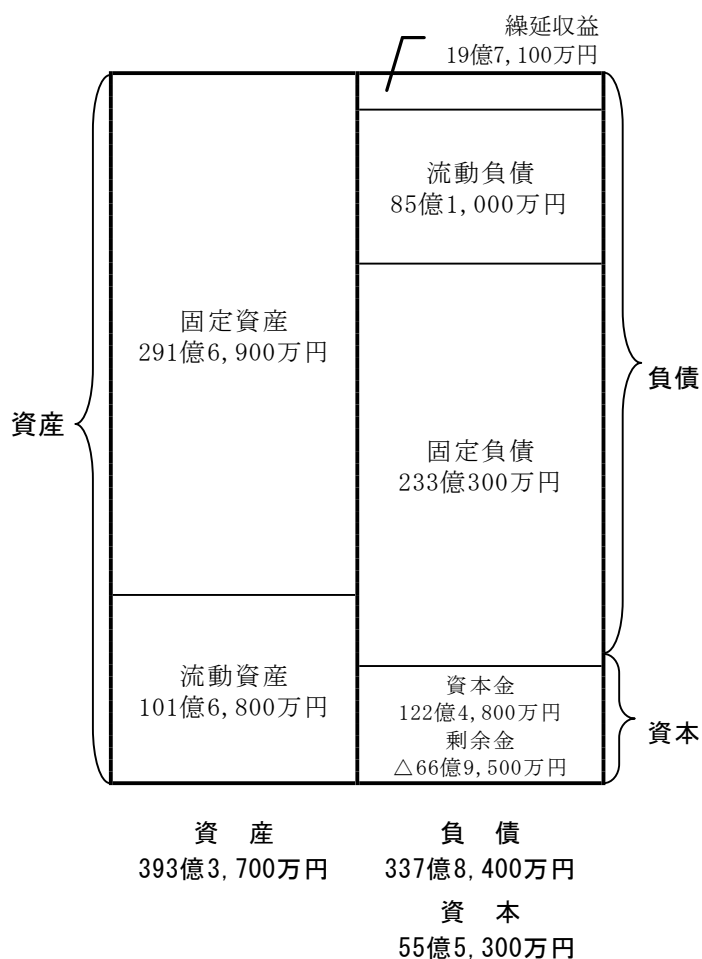 繰延収益
19億7,100万円
流動負債
85億1,000万円
固定資産
291億6,900万円
負債
資産
固定負債
233億300万円
流動資産
101億6,800万円
資本金
122億4,800万円
剰余金
△66億9,500万円
資本
資 産
393億3,700万円
負 債
337億8,400万円
資 本
55億5,300万円